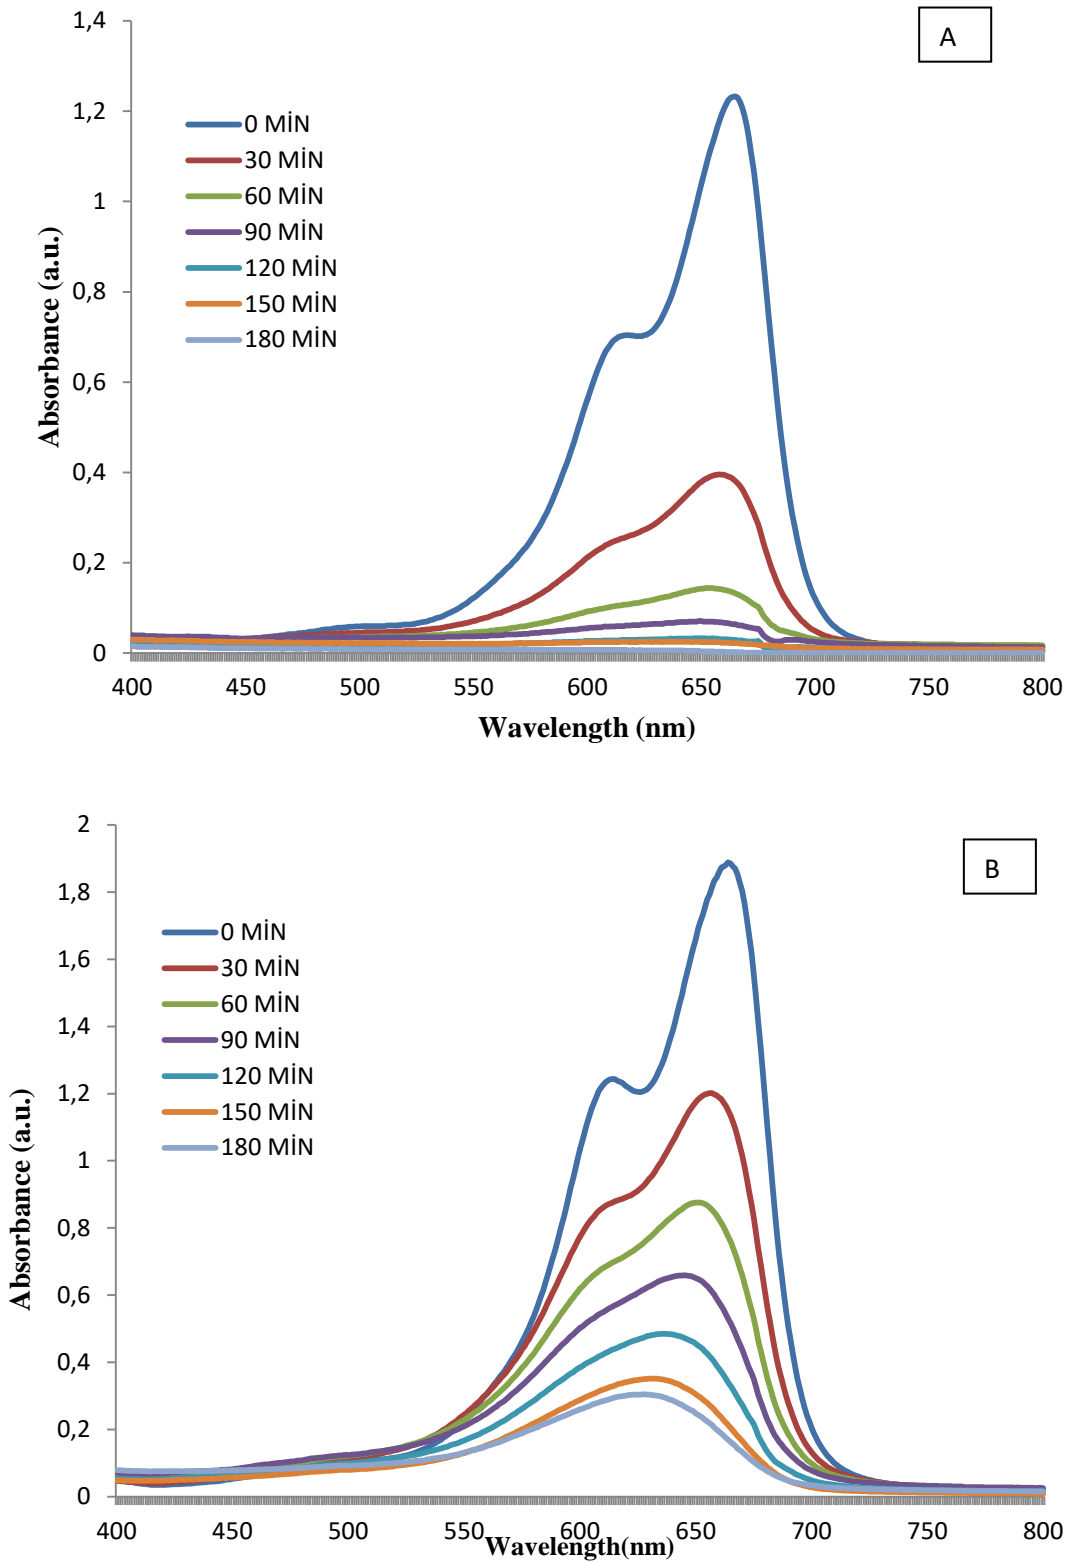 A
1,4
1,2
1
0,8
0,6
0,4
0,2
0
Absorbance (a.u.)
0 MİN
30 MİN
60 MİN
90 MİN
120 MİN
150 MİN
180 MİN
400 450 500 550 600 650 700 750 800
Wavelength (nm)
B
2
1,8
1,6
1,4
1,2
1
0,8
0,6
0,4
0,2
0
Absorbance (a.u.)
0 MİN
30 MİN
60 MİN
90 MİN
120 MİN
150 MİN
180 MİN
400 450 500 550 600 650 700 750 800
Wavelength(nm)